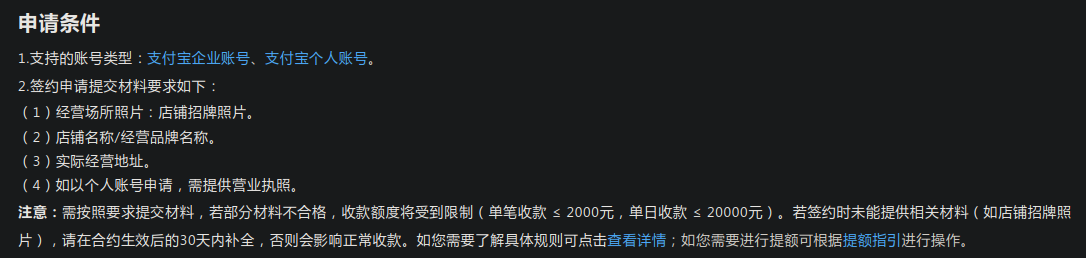 申请条件
1.支持的账号类型：支付宝企业账号、支付宝个人账号。
2.签约申请提交材料要求如下：
（1）经营场所照片：店铺招牌照片。
（2）店铺名称/经营品牌名称。
（3）实际经营地址。
（4）如以个人账号申请，需提供营业执照。
注意：需按照要求提交材料，若部分材料不合格，收款额度将受到限制（单笔收款 ≤ 2000元，单日收款 ≤ 20000元）。若签约时未能提供相关材料（如店铺招牌照
片），请在合约生效后的30天内补全，否则会影响正常收款。如您需要了解具体规则可点击查看详情；如您需要进行提额可根据提额指引进行操作。